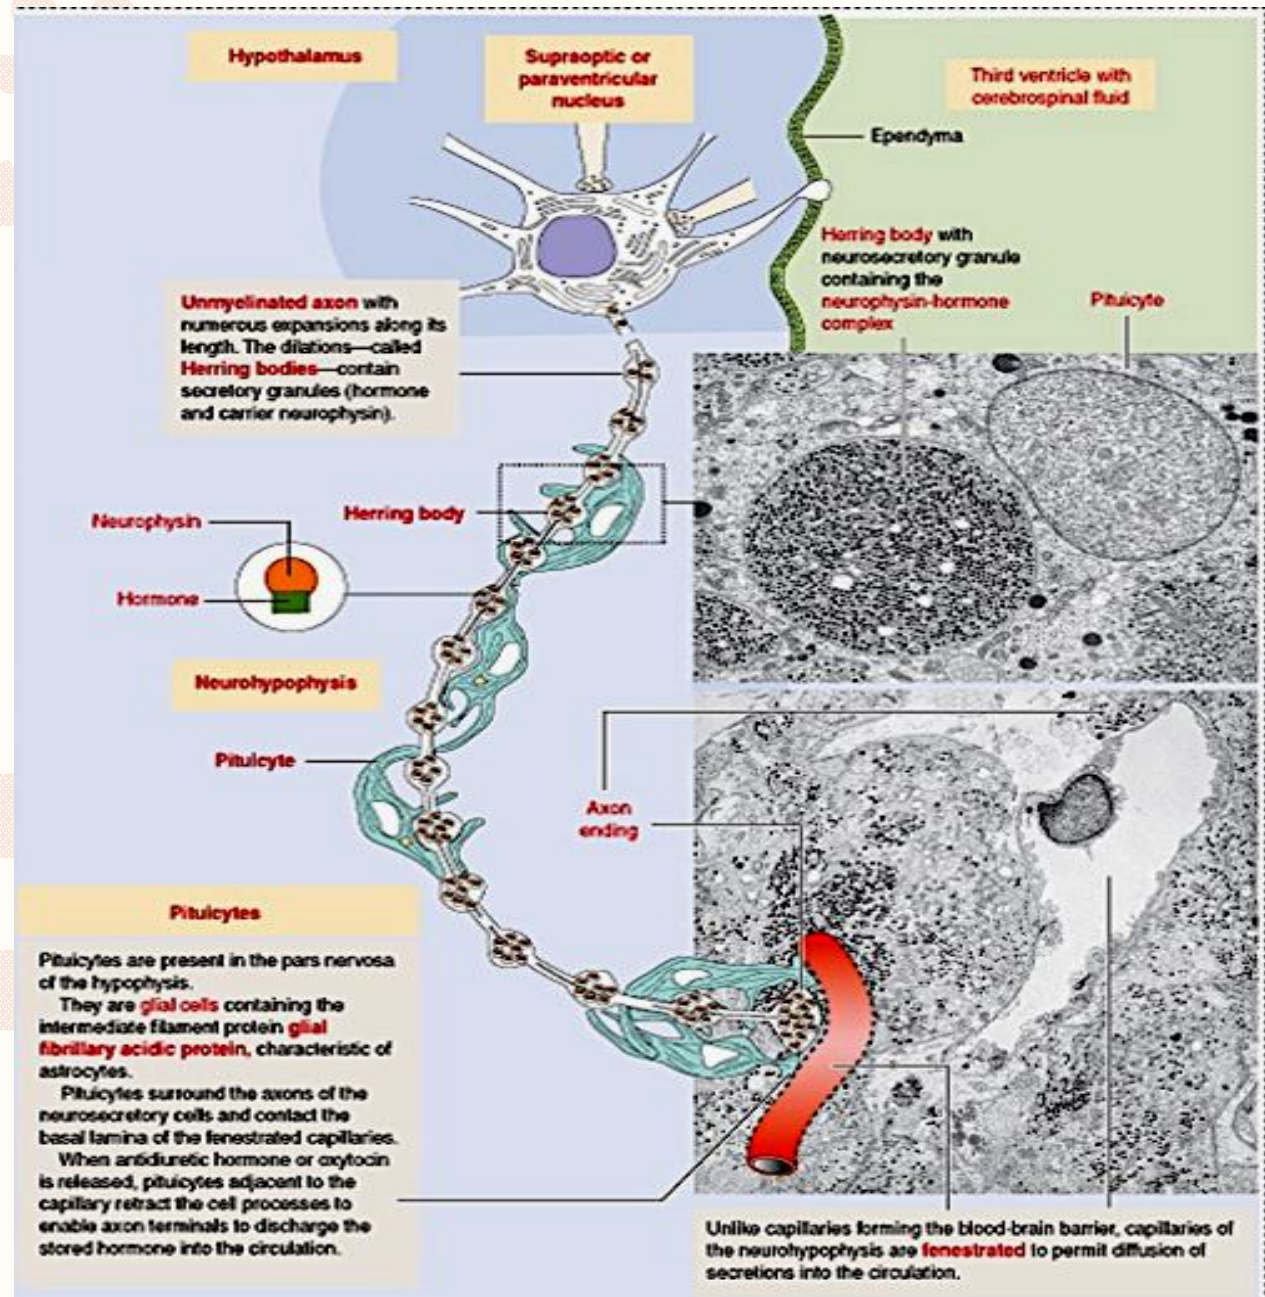 Hypothalamus
Supraoptic or
paraventricular
nucleus
Third ventricle with
cerebrospinal fluid
Ependyma
Herring body with
neurosecretory granule
containing the
neurophysin-hormone
complex
Pituicyte
Unmyelinated axon with
numerous expansions along its
length. The dilations—called
Herring bodies—contain
secretory granules (hormone
and carrier neurophysin).
Herring body
Neurophysin
Hormone
Neurohypophysis
Pituicyte
Axon
ending
Pituicytes
Pituicytes are present in the pars nervosa
of the hypophysis.
They are glial cells containing the
intermediate filament protein glial
fibrillary acidic protein, characteristic of
astrocytes.
Pituicytes surround the axons of the
neurosecretory cells and contact the
basal lamina of the fenestrated capillaries.
When antidiuretic hormone or oxytocin
is released, pituicytes adjacent to the
capillary retract the cell processes to
enable axon terminals to discharge the
stored hormone into the circulation.
Unlike capillaries forming the blood-brain barrier, capillaries of
the neurohypophysis are fenestrated to permit diffusion of
secretions into the circulation.